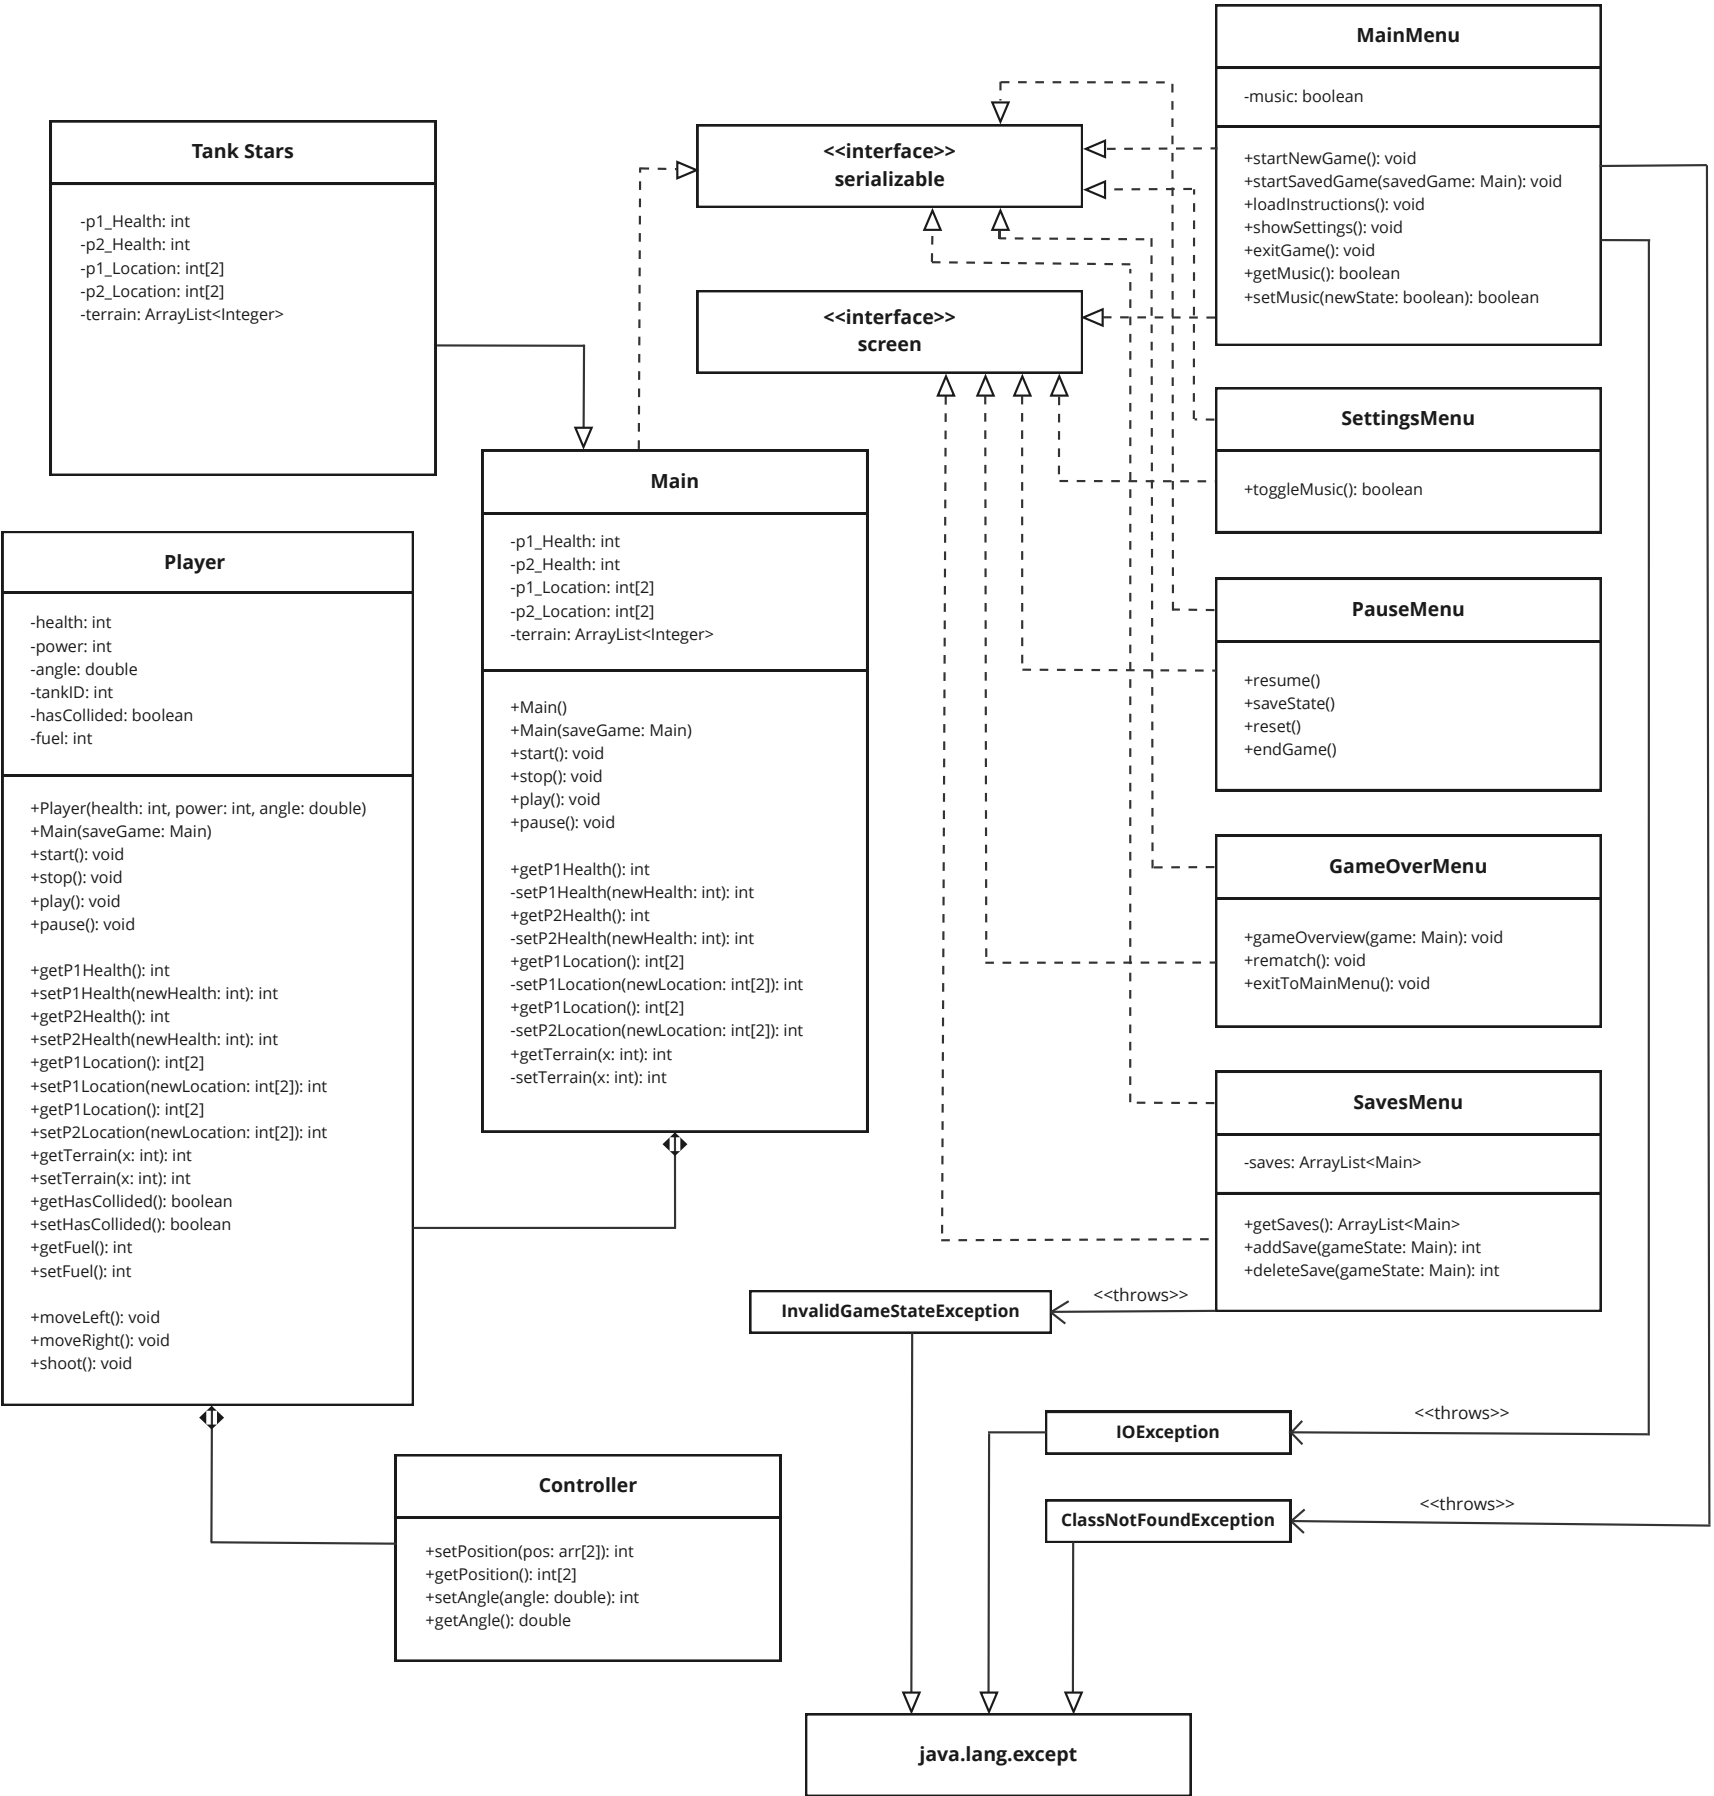 MainMenu
-music: boolean
+startNewGame(): void
+startSavedGame(savedGame: Main): void
+loadInstructions(): void
+showSettings(): void
+exitGame(): void
+getMusic(): boolean
+setMusic(newState: boolean): boolean
Tank Stars
-p1_Health: int
-p2_Health: int
-p1_Location: int[2]
-p2_Location: int[2]
-terrain: ArrayList<Integer>
<<interface>>
serializable
<<interface>>
screen
SettingsMenu
+toggleMusic(): boolean
Main
-p1_Health: int
-p2_Health: int
-p1_Location: int[2]
-p2_Location: int[2]
-terrain: ArrayList<Integer>
+Main()
+Main(saveGame: Main)
+start(): void
+stop(): void
+play(): void
+pause(): void
+getP1Health(): int
-setP1Health(newHealth: int): int
+getP2Health(): int
-setP2Health(newHealth: int): int
+getP1Location(): int[2]
-setP1Location(newLocation: int[2]): int
+getP1Location(): int[2]
-setP2Location(newLocation: int[2]): int
+getTerrain(x: int): int
-setTerrain(x: int): int
Player
-health: int
-power: int
-angle: double
-tankID: int
-hasCollided: boolean
-fuel: int
+Player(health: int, power: int, angle: double)
+Main(saveGame: Main)
+start(): void
+stop(): void
+play(): void
+pause(): void
+getP1Health(): int
+setP1Health(newHealth: int): int
+getP2Health(): int
+setP2Health(newHealth: int): int
+getP1Location(): int[2]
+setP1Location(newLocation: int[2]): int
+getP1Location(): int[2]
+setP2Location(newLocation: int[2]): int
+getTerrain(x: int): int
+setTerrain(x: int): int
+getHasCollided(): boolean
+setHasCollided(): boolean
+getFuel(): int
+setFuel(): int
+moveLeft(): void
+moveRight(): void
+shoot(): void
PauseMenu
+resume()
+saveState()
+reset()
+endGame()
GameOverMenu
+gameOverview(game: Main): void
+rematch(): void
+exitToMainMenu(): void
SavesMenu
-saves: ArrayList<Main>
+getSaves(): ArrayList<Main>
+addSave(gameState: Main): int
+deleteSave(gameState: Main): int
<<throws>>
InvalidGameStateException
<<throws>>
IOException
<<throws>>
ClassNotFoundException
Controller
+setPosition(pos: arr[2]): int
+getPosition(): int[2]
+setAngle(angle: double): int
+getAngle(): double
java.lang.except